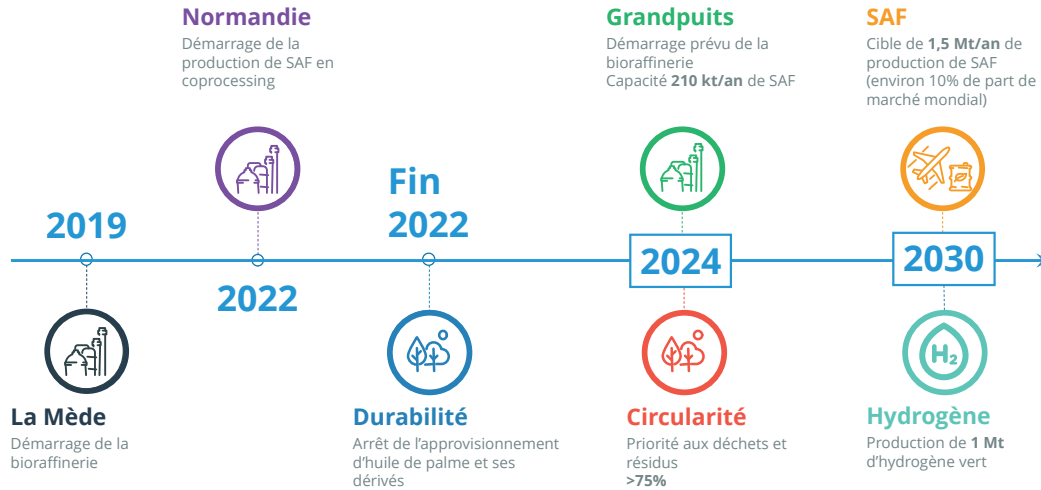 Normandie
Démarrage de la
production de SAF en
coprocessing
Grandpuits
Démarrage prévu de la
bioraffinerie
Capacité 210 kt/an de SAF
SAF
Cible de 1,5 Mt/an de
production de SAF
(environ 10% de part de
marché mondial)
2019
2022
Fin
2022
2024
2030
La Mède
Démarrage de la
bioraffinerie
Durabilité
Arrêt de l’approvisionnement
d’huile de palme et ses
dérivés
Circularité
Priorité aux déchets et
résidus
>75%
H2
Hydrogène
Production de 1 Mt
d’hydrogène vert